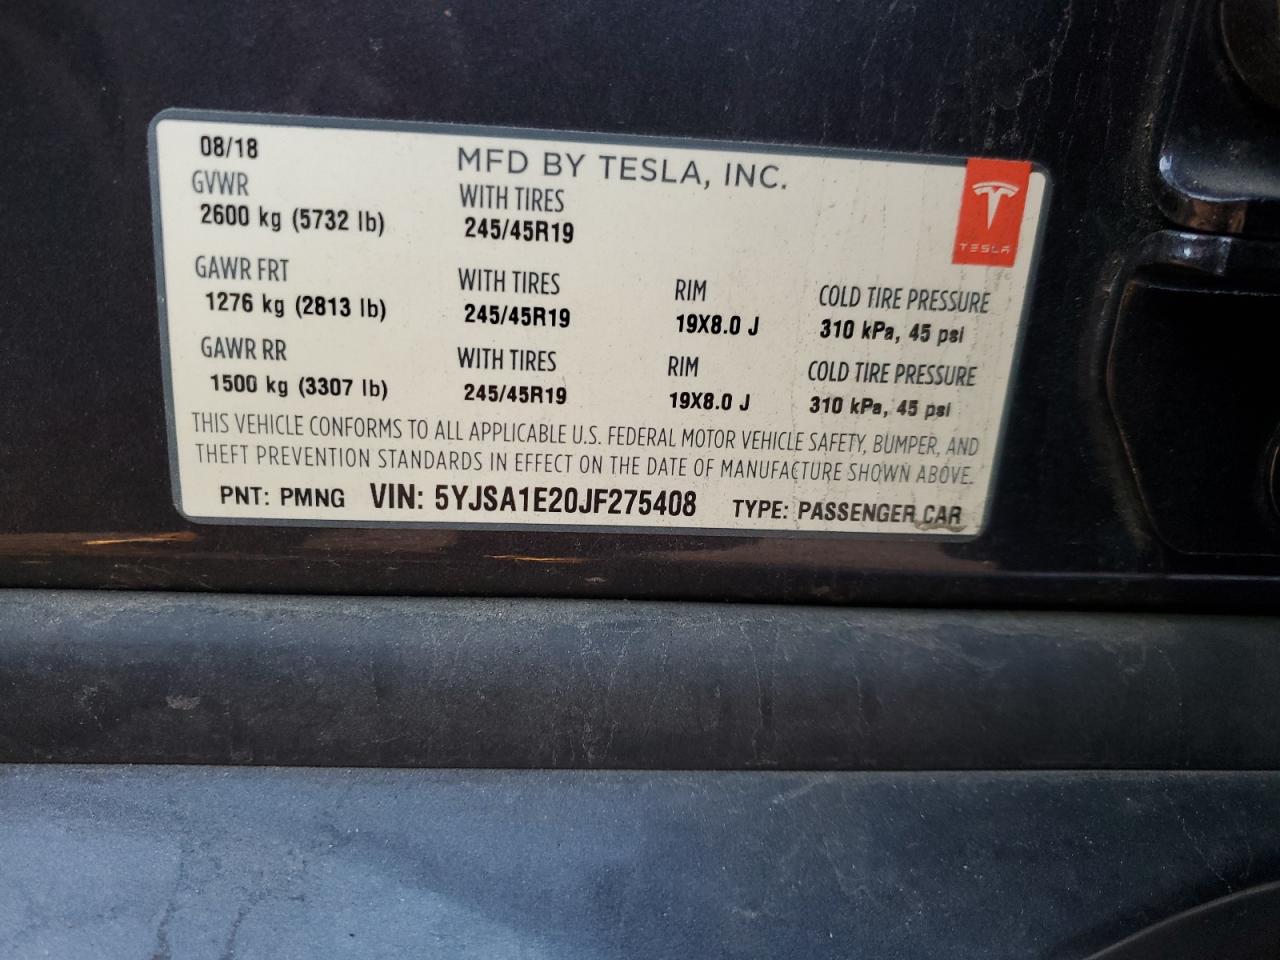 08/18
MFD BY TESLA, INC.
GVWR
WITH TIRES
2600 kg (5732 lb)
245/45R19
TESLA
GAWR FRT
WITH TIRES
RIM
COLD TIRE PRESSURE
1276 kg (2813 lb)
245/45R19
19X8.0 J
310 kPa, 45 psi
GAWR RR
WITH TIRES
RIM
COLD TIRE PRESSURE
1500 kg (3307 lb)
245/45R19
19X8.0 J
310 kPa, 45 psi
THIS VEHICLE CONFORMS TO ALL APPLICABLE U.S. FEDERAL MOTOR VEHICLE SAFETY, BUMPER, AND
THEFT PREVENTION STANDARDS IN EFFECT ON THE DATE OF MANUFACTURE SHOWN ABOVE.
PNT: PMNG VIN: 5YJSA1E20JF275408 TYPE: PASSENGER CAR